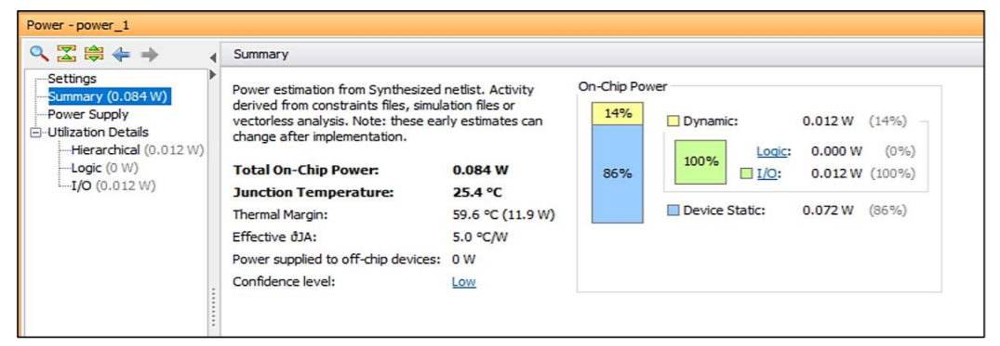 Power - power_1
Summary
Settings
Summary (0.084 W)
Power Supply
Utilization Details
Hierarchical (0.012 W)
Logic (0 W)
I/O (0.012 W)
Power estimation from Synthesized netlist. Activity
derived from constraints files, simulation files or
vectorless analysis. Note: these early estimates can
change after implementation.
Total On-Chip Power: 0.084 W
Junction Temperature: 25.4 °C
Thermal Margin: 59.6 °C (11.9 W)
Effective ϑJA: 5.0 °C/W
Power supplied to off-chip devices: 0 W
Confidence level: Low
On-Chip Power
14%
86%
Dynamic: 0.012 W (14%)
100%
Logic: 0.000 W (0%)
I/O: 0.012 W (100%)
Device Static: 0.072 W (86%)